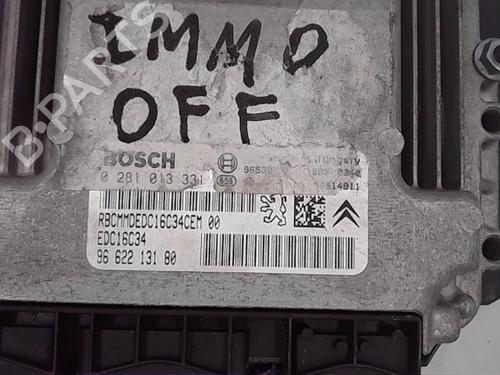 IMMO
OFF
BOSCH
0 281 013 331
RBCMMDEDC16C34CEM 00
EDC16C34
96 622 131 80
B-PARTS